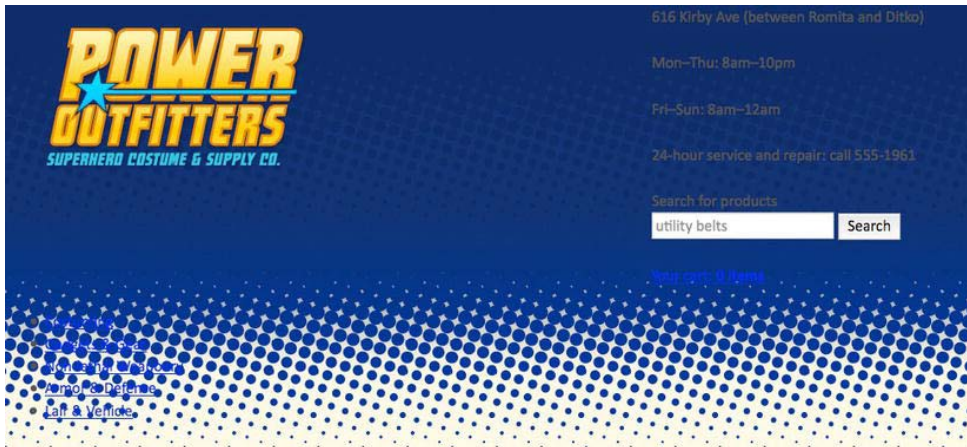 POWER
OUTFITTERS
SUPERHERO COSTUME & SUPPLY CO.
616 Kirby Ave (between Romita and Ditko)
Mon–Thu: 8am–10pm
Fri–Sun: 8am–12am
24-hour service and repair: call 555-1961
Search for products
utility belts
Search
Your cart: 0 items
Armor & Defense
Lair & Vehicle